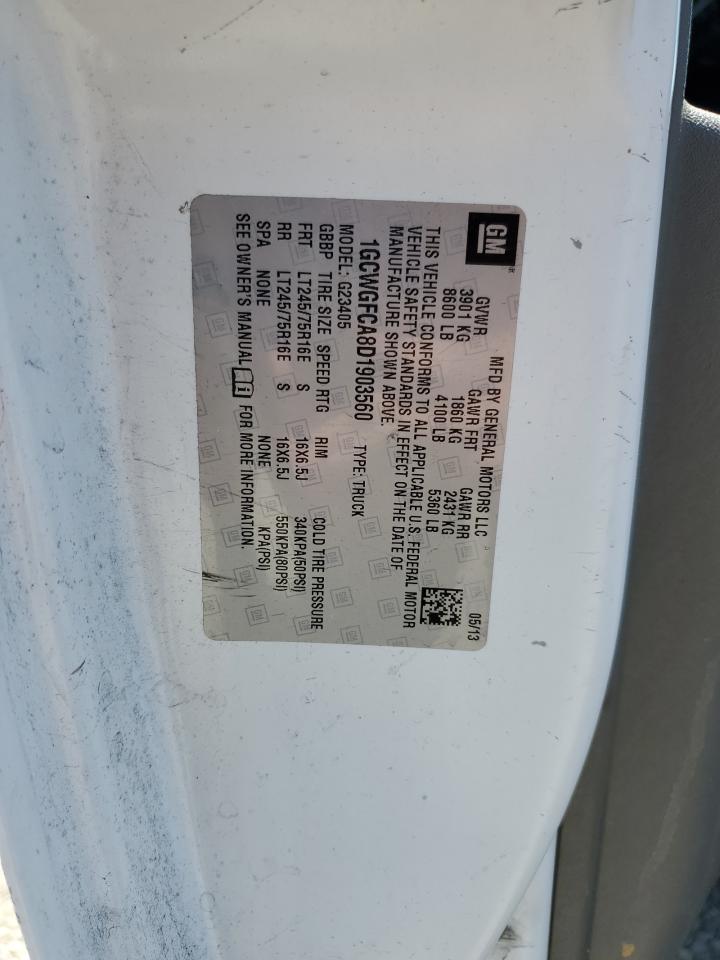 GM
MFD BY GENERAL MOTORS LLC 05/13
GVWR GAWR FRT GAWR RR
3901 KG 1860 KG 2431 KG
8600 LB 4100 LB 5360 LB
THIS VEHICLE CONFORMS TO ALL APPLICABLE U.S. FEDERAL MOTOR
VEHICLE SAFETY STANDARDS IN EFFECT ON THE DATE OF
MANUFACTURE SHOWN ABOVE.
1GCWGFCA8D1903560 TYPE: TRUCK
MODEL: G23405
GBBP TIRE SIZE SPEED RTG RIM COLD TIRE PRESSURE
FRT LT245/75R16E S 16X6.5J 340KPA(50PSI)
RR LT245/75R16E S 16X6.5J 550KPA(80PSI)
SPA NONE NONE KPA(PSI)
SEE OWNER'S MANUAL FOR MORE INFORMATION.